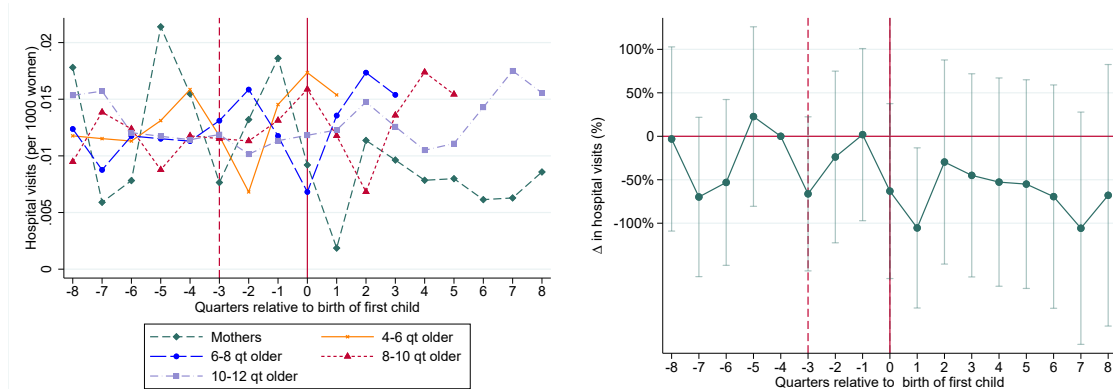 Hospital visits (per 1000 women)
.02
.015
.01
.005
0
-8 -7 -6 -5 -4 -3 -2 -1 0 1 2 3 4 5 6 7 8
Quarters relative to birth of first child
Mothers
4-6 qt older
6-8 qt older
8-10 qt older
10-12 qt older
Δ in hospital visits (%)
100%
50%
0
-50%
-100%
-8 -7 -6 -5 -4 -3 -2 -1 0 1 2 3 4 5 6 7 8
Quarters relative to birth of first child